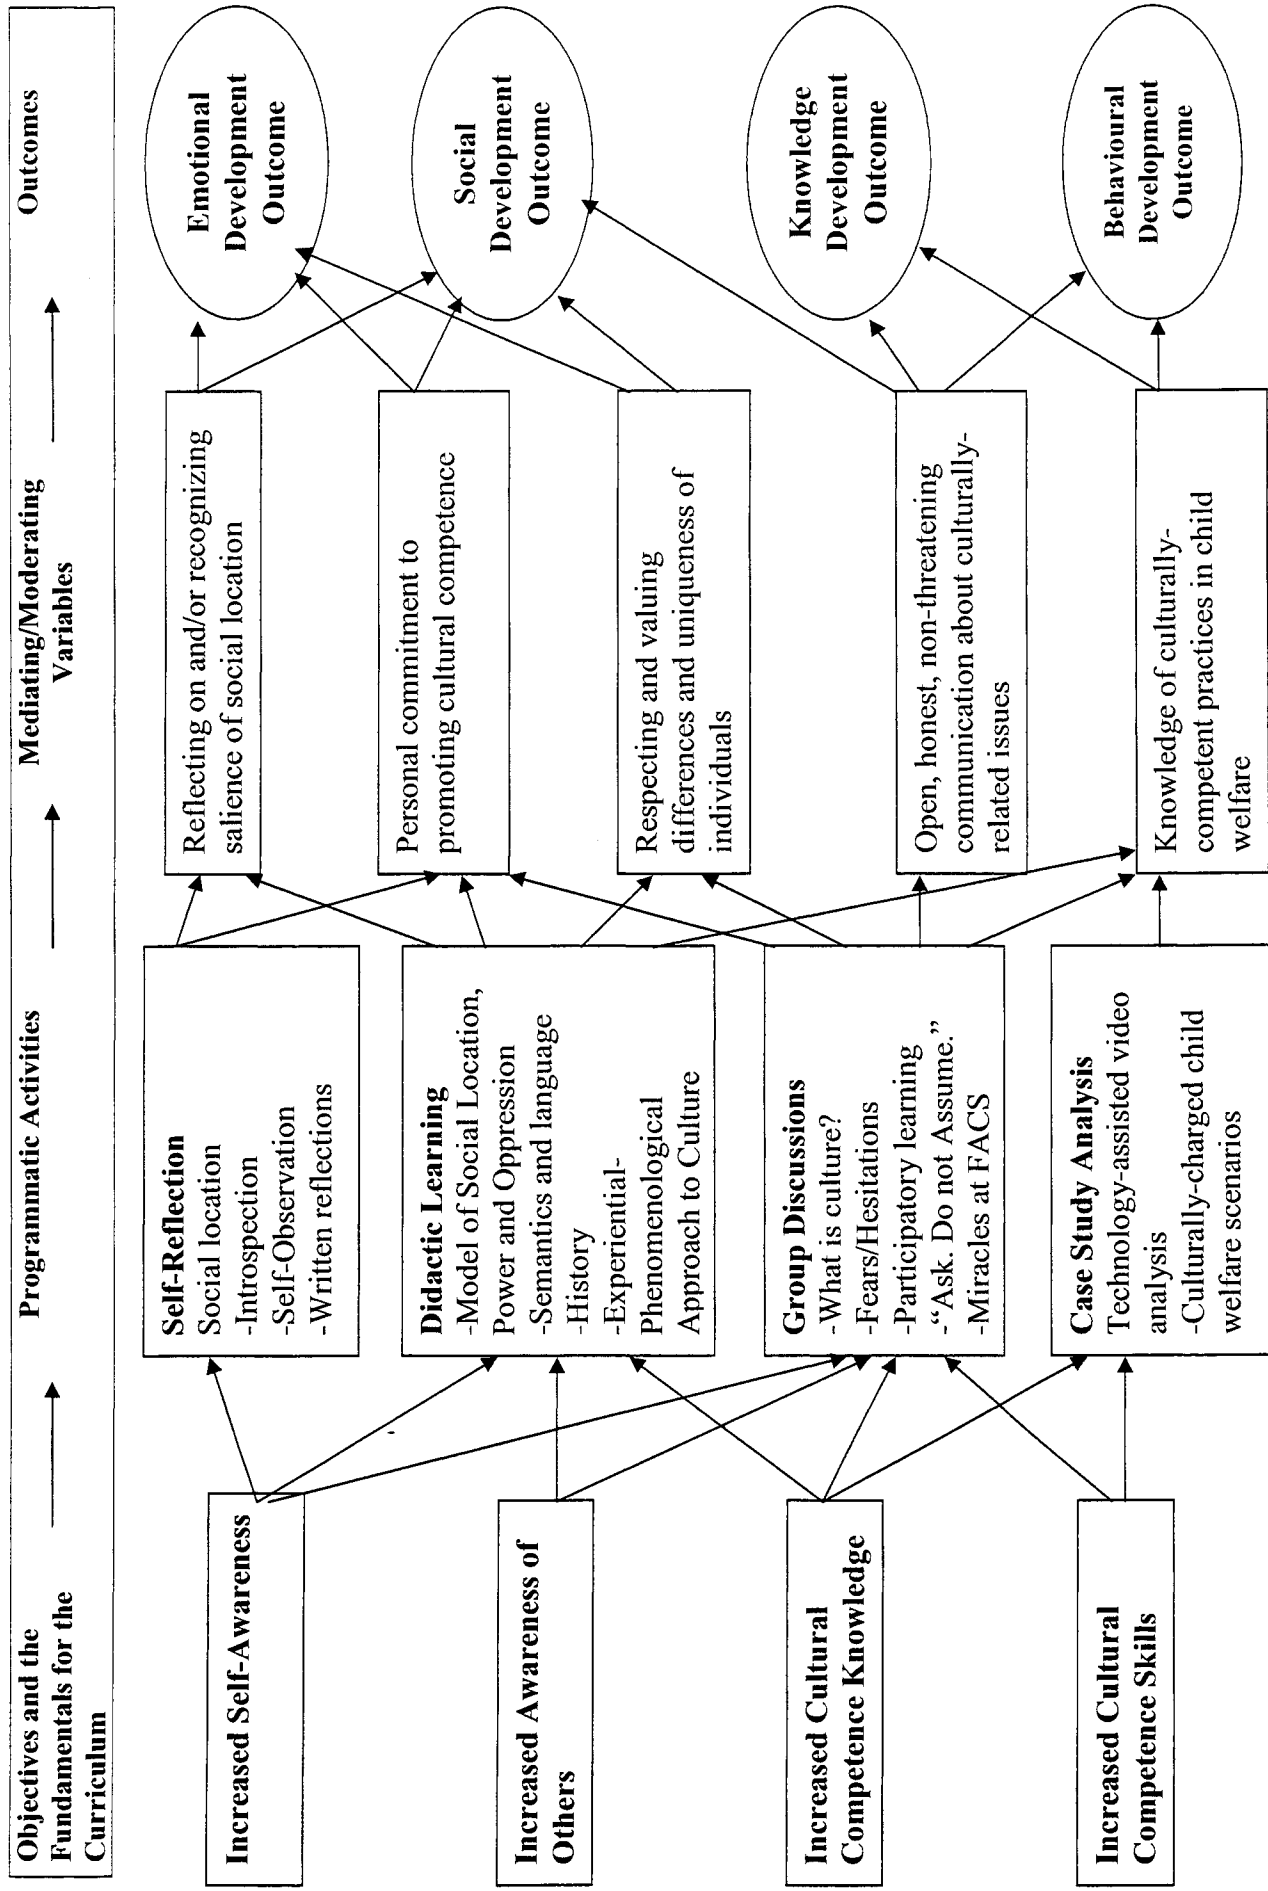 Objectives and the
Fundamentals for the
Curriculum
Programmatic Activities
Mediating/Moderating
Variables
Outcomes
Increased Self-Awareness
Increased Awareness of
Others
Increased Cultural
Competence Knowledge
Increased Cultural
Competence Skills
Self-Reflection
Social location
-Introspection
-Self-Observation
-Written reflections
Didactic Learning
-Model of Social Location,
Power and Oppression
-Semantics and language
-History
-Experiential-
Phenomenological
Approach to Culture
Group Discussions
-What is culture?
-Fears/Hesitations
-Participatory learning
-“Ask. Do not Assume.”
-Miracles at FACS
Case Study Analysis
Technology-assisted video
analysis
-Culturally-charged child
welfare scenarios
Reflecting on and/or recognizing
salience of social location
Personal commitment to
promoting cultural competence
Respecting and valuing
differences and uniqueness of
individuals
Open, honest, non-threatening
communication about culturally-
related issues
Knowledge of culturally-
competent practices in child
welfare
Emotional
Development
Outcome
Social
Development
Outcome
Knowledge
Development
Outcome
Behavioural
Development
Outcome